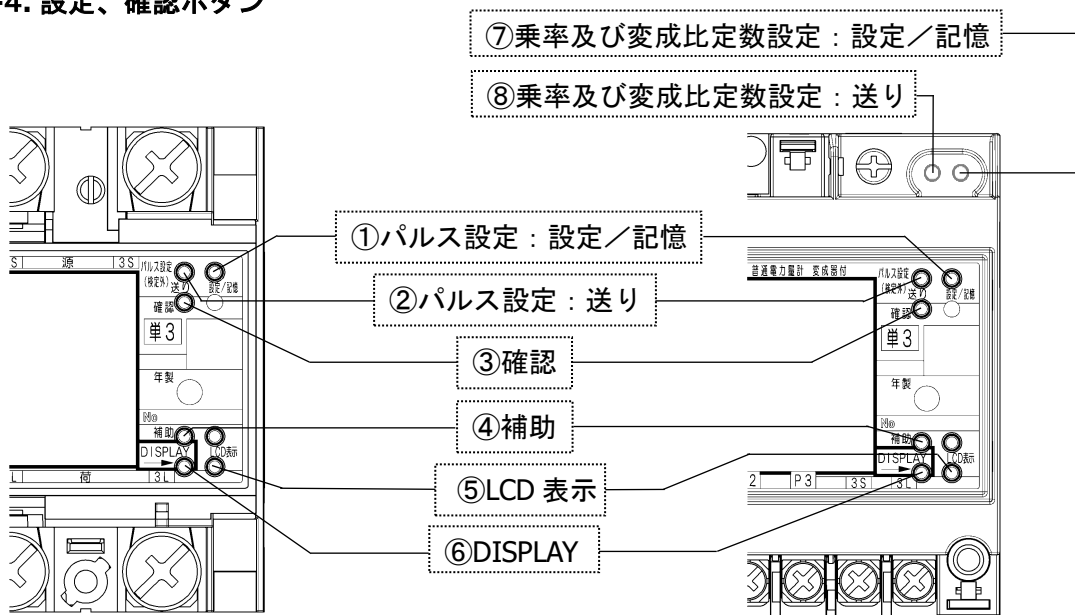 4. 設定、確認ボタン
⑦乗率及び変成比定数設定：設定／記憶
⑧乗率及び変成比定数設定：送り
①パルス設定：設定／記憶
②パルス設定：送り
③確認
④補助
⑤LCD 表示
⑥DISPLAY
S 源 3S
パルス設定
(検定外) 送り 設定/記憶
確認
単3
年製
No
補助
DISPLAY LCD表示
L 荷 3L
普通電力量計 変成器付
パルス設定
(検定外) 送り 設定/記憶
確認
単3
年製
No
補助
DISPLAY LCD表示
2 P3 3S 3L